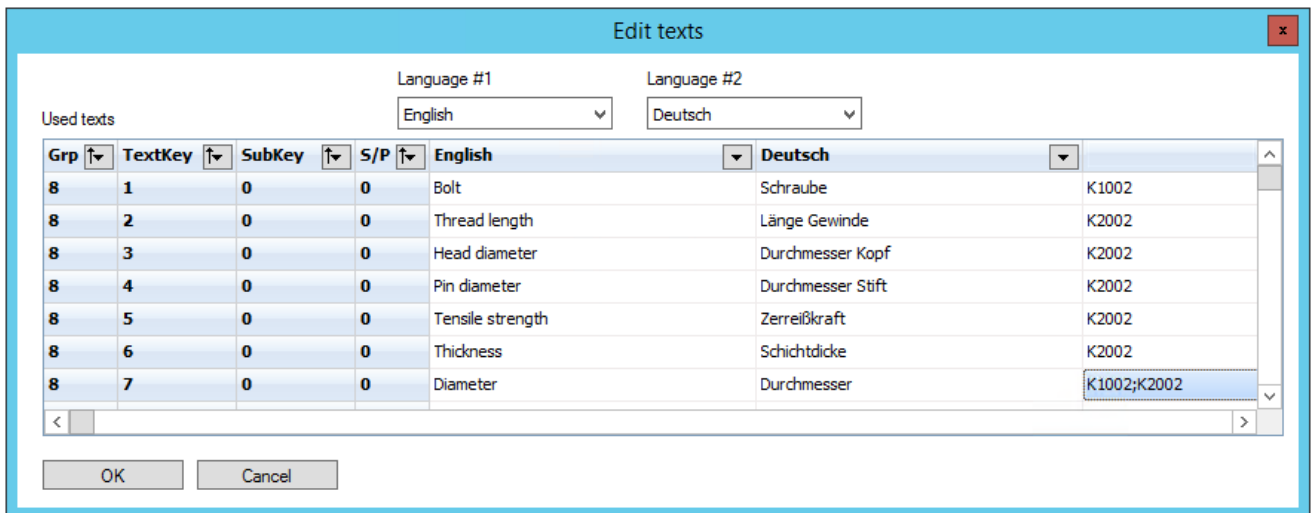 Edit texts
x
Language #1 Language #2
Used texts English Deutsch
Grp TextKey SubKey S/P English Deutsch
8 1 0 0 Bolt Schraube K1002
8 2 0 0 Thread length Länge Gewinde K2002
8 3 0 0 Head diameter Durchmesser Kopf K2002
8 4 0 0 Pin diameter Durchmesser Stift K2002
8 5 0 0 Tensile strength Zerreißkraft K2002
8 6 0 0 Thickness Schichtdicke K2002
8 7 0 0 Diameter Durchmesser K1002;K2002
OK Cancel